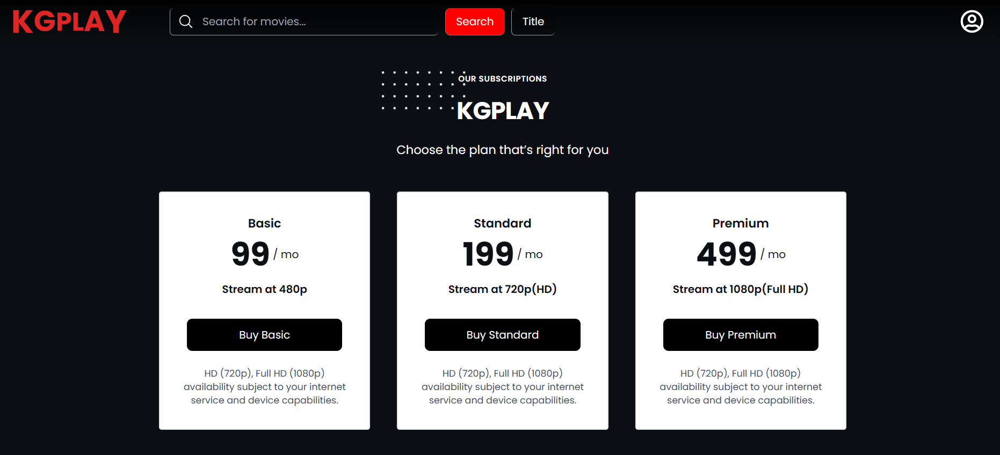 KGPLAY
Search for movies...
Search
Title
OUR SUBSCRIPTIONS
KGPLAY
Choose the plan that’s right for you
Basic
99 / mo
Stream at 480p
Buy Basic
HD (720p), Full HD (1080p)
availability subject to your internet
service and device capabilities.
Standard
199 / mo
Stream at 720p(HD)
Buy Standard
HD (720p), Full HD (1080p)
availability subject to your internet
service and device capabilities.
Premium
499 / mo
Stream at 1080p(Full HD)
Buy Premium
HD (720p), Full HD (1080p)
availability subject to your internet
service and device capabilities.